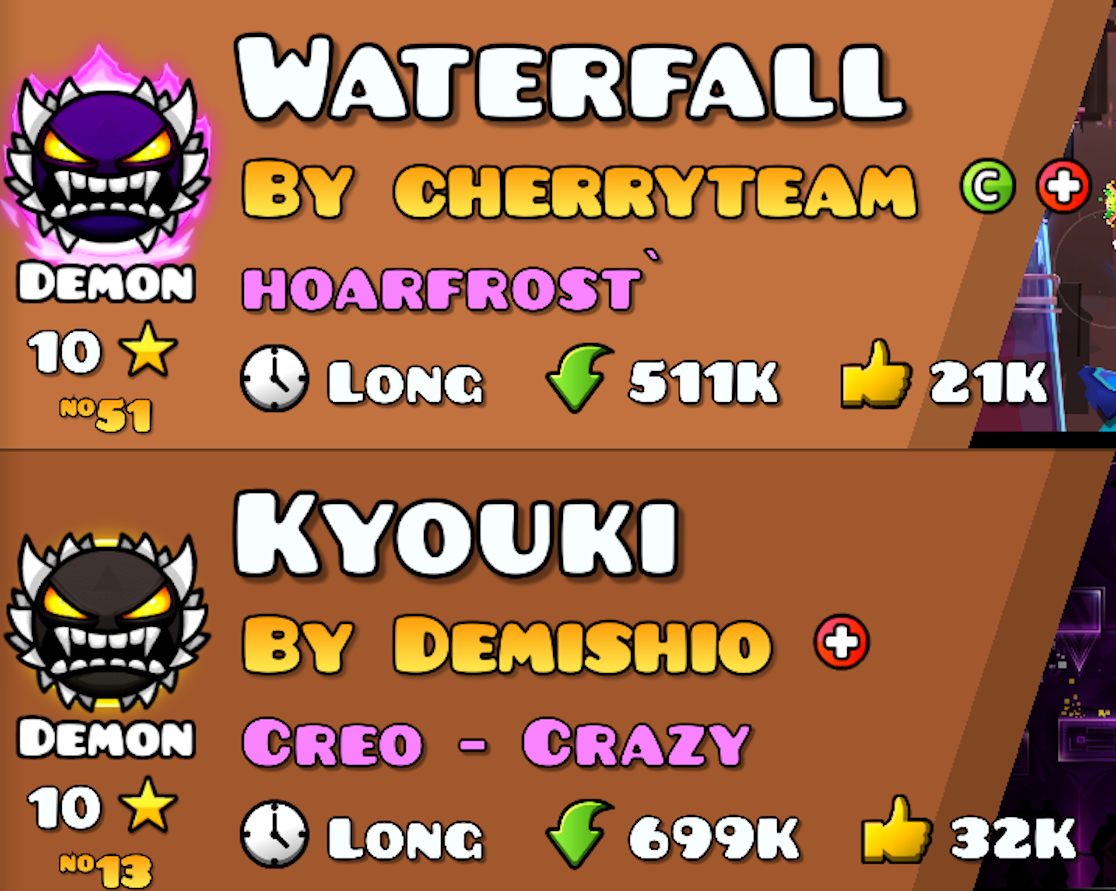 WATERFALL
BY CHERRYTEAM C
HOARFROST`
DEMON
10
Nº51
LONG 511K 21K
KYOUKI
BY DEMISHIO
CREO - CRAZY
DEMON
10
Nº13
LONG 699K 32K